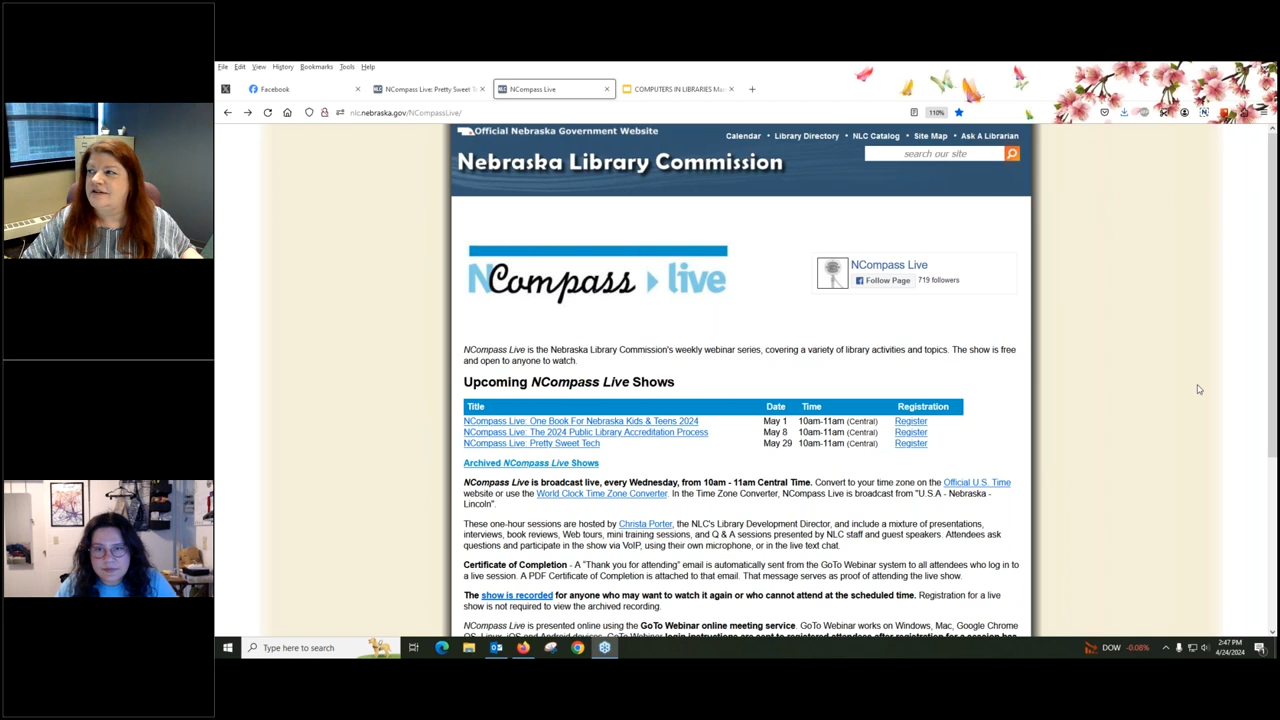 File Edit View History Bookmarks Tools Help
Facebook
NCompass Live: Pretty Sweet T
NCompass Live
COMPUTERS IN LIBRARIES Ma
nlc.nebraska.gov/NCompassLive/
110%
Official Nebraska Government Website
Calendar • Library Directory • NLC Catalog • Site Map • Ask A Librarian
Nebraska Library Commission
search our site
NCompass live
NCompass Live
Follow Page 719 followers
NCompass Live is the Nebraska Library Commission's weekly webinar series, covering a variety of library activities and topics. The show is free
and open to anyone to watch.
Upcoming NCompass Live Shows
Title Date Time Registration
NCompass Live: One Book For Nebraska Kids & Teens 2024 May 1 10am-11am (Central) Register
NCompass Live: The 2024 Public Library Accreditation Process May 8 10am-11am (Central) Register
NCompass Live: Pretty Sweet Tech May 29 10am-11am (Central) Register
Archived NCompass Live Shows
NCompass Live is broadcast live, every Wednesday, from 10am - 11am Central Time. Convert to your time zone on the Official U.S. Time
website or use the World Clock Time Zone Converter. In the Time Zone Converter, NCompass Live is broadcast from "U.S.A - Nebraska -
Lincoln".
These one-hour sessions are hosted by Christa Porter, the NLC's Library Development Director, and include a mixture of presentations,
interviews, book reviews, Web tours, mini training sessions, and Q & A sessions presented by NLC staff and guest speakers. Attendees ask
questions and participate in the show via VoIP, using their own microphone, or in the live text chat.
Certificate of Completion - A "Thank you for attending" email is automatically sent from the GoTo Webinar system to all attendees who log in to
a live session. A PDF Certificate of Completion is attached to that email. That message serves as proof of attending the live show.
The show is recorded for anyone who may want to watch it again or who cannot attend at the scheduled time. Registration for a live
show is not required to view the archived recording.
NCompass Live is presented online using the GoTo Webinar online meeting service. GoTo Webinar works on Windows, Mac, Google Chrome
Type here to search
DOW -0.08%
2:47 PM
4/24/2024